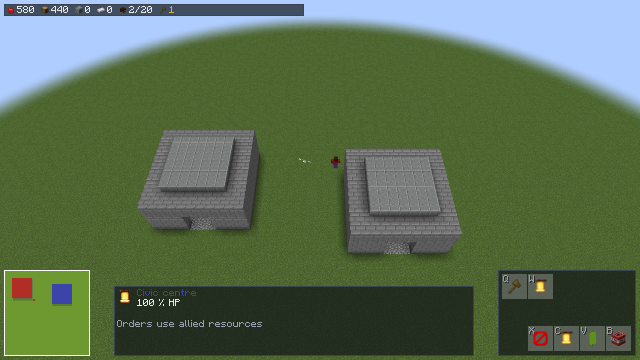 580 440 0 0 2/20 1
Civic centre
100 % HP
Orders use allied resources
Q W
X C V B